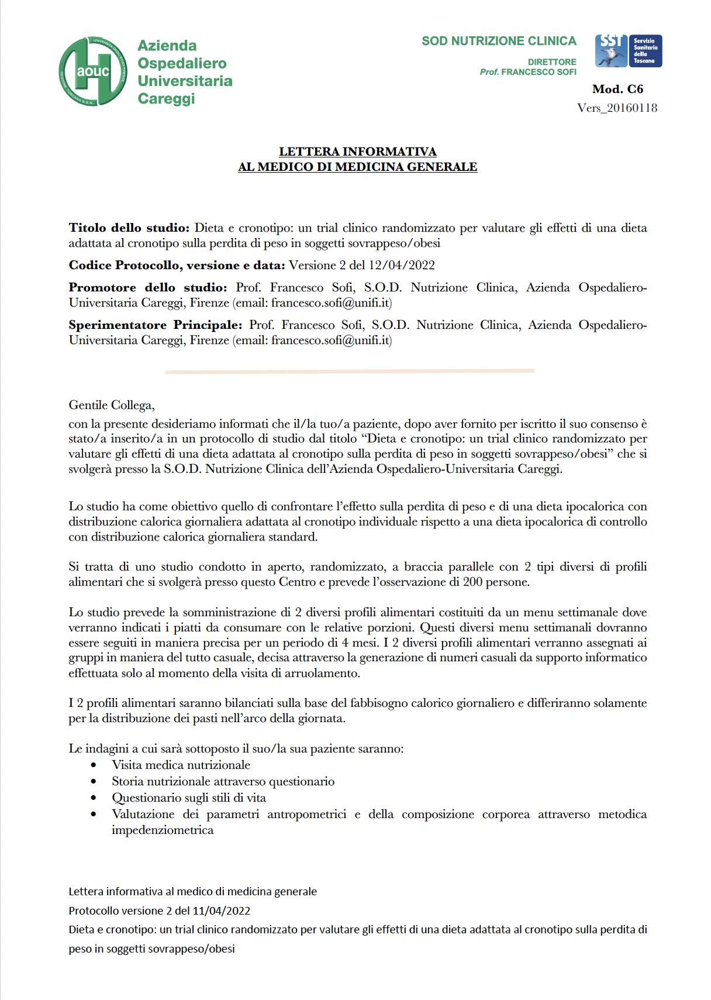 Azienda
Ospedaliero
Universitaria
Careggi
aouc
UNIVERSITÀ DEGLI STUDI FIRENZE
REGIONE TOSCANA S.S.N.
SOD NUTRIZIONE CLINICA
DIRETTORE
Prof. FRANCESCO SOFI
SST
Servizio
Sanitario
della
Toscana
Mod. C6
Vers_20160118
LETTERA INFORMATIVA
AL MEDICO DI MEDICINA GENERALE
Titolo dello studio: Dieta e cronotipo: un trial clinico randomizzato per valutare gli effetti di una dieta
adattata al cronotipo sulla perdita di peso in soggetti sovrappeso/obesi
Codice Protocollo, versione e data: Versione 2 del 12/04/2022
Promotore dello studio: Prof. Francesco Sofi, S.O.D. Nutrizione Clinica, Azienda Ospedaliero-
Universitaria Careggi, Firenze (email: francesco.sofi@unifi.it)
Sperimentatore Principale: Prof. Francesco Sofi, S.O.D. Nutrizione Clinica, Azienda Ospedaliero-
Universitaria Careggi, Firenze (email: francesco.sofi@unifi.it)
Gentile Collega,
con la presente desideriamo informati che il/la tuo/a paziente, dopo aver fornito per iscritto il suo consenso è
stato/a inserito/a in un protocollo di studio dal titolo “Dieta e cronotipo: un trial clinico randomizzato per
valutare gli effetti di una dieta adattata al cronotipo sulla perdita di peso in soggetti sovrappeso/obesi” che si
svolgerà presso la S.O.D. Nutrizione Clinica dell’Azienda Ospedaliero-Universitaria Careggi.
Lo studio ha come obiettivo quello di confrontare l’effetto sulla perdita di peso e di una dieta ipocalorica con
distribuzione calorica giornaliera adattata al cronotipo individuale rispetto a una dieta ipocalorica di controllo
con distribuzione calorica giornaliera standard.
Si tratta di uno studio condotto in aperto, randomizzato, a braccia parallele con 2 tipi diversi di profili
alimentari che si svolgerà presso questo Centro e prevede l’osservazione di 200 persone.
Lo studio prevede la somministrazione di 2 diversi profili alimentari costituiti da un menu settimanale dove
verranno indicati i piatti da consumare con le relative porzioni. Questi diversi menu settimanali dovranno
essere seguiti in maniera precisa per un periodo di 4 mesi. I 2 diversi profili alimentari verranno assegnati ai
gruppi in maniera del tutto casuale, decisa attraverso la generazione di numeri casuali da supporto informatico
effettuata solo al momento della visita di arruolamento.
I 2 profili alimentari saranno bilanciati sulla base del fabbisogno calorico giornaliero e differiranno solamente
per la distribuzione dei pasti nell’arco della giornata.
Le indagini a cui sarà sottoposto il suo/la sua paziente saranno:
• Visita medica nutrizionale
• Storia nutrizionale attraverso questionario
• Questionario sugli stili di vita
• Valutazione dei parametri antropometrici e della composizione corporea attraverso metodica
impedenziometrica
Lettera informativa al medico di medicina generale
Protocollo versione 2 del 11/04/2022
Dieta e cronotipo: un trial clinico randomizzato per valutare gli effetti di una dieta adattata al cronotipo sulla perdita di
peso in soggetti sovrappeso/obesi